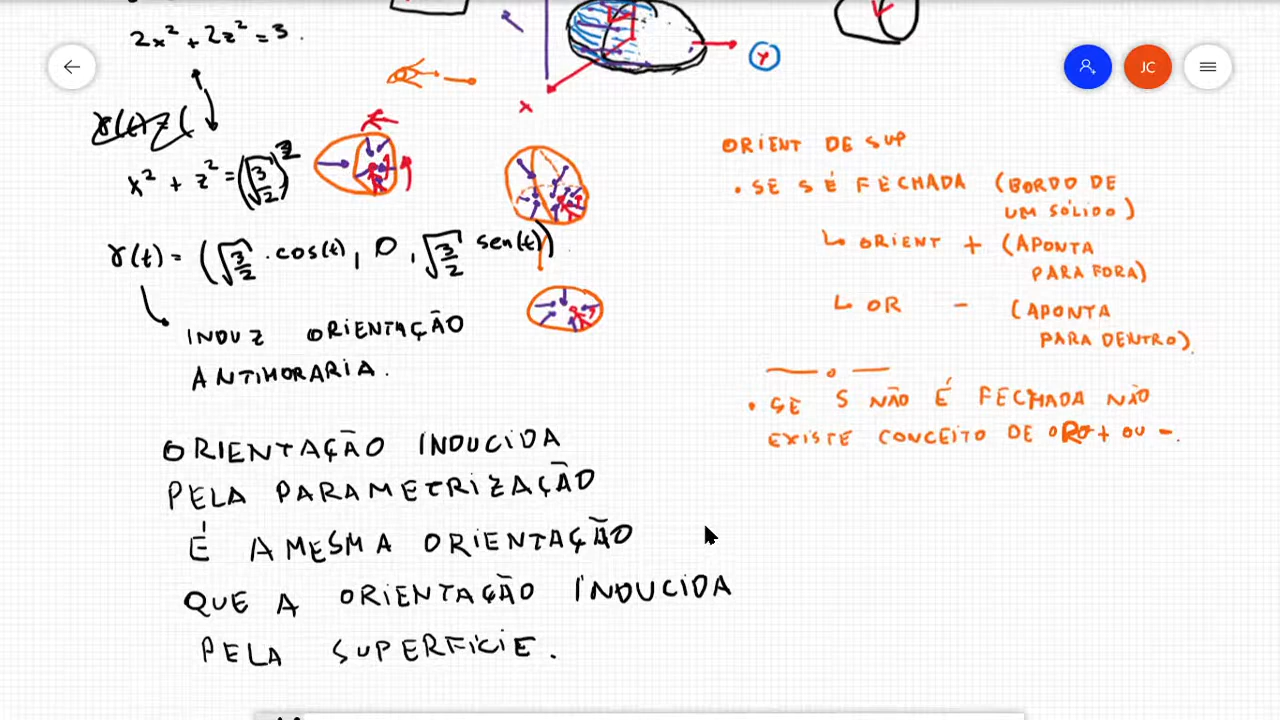 2x² + 2z² = 3.
x
Y
JC
γ(t) = (
x² + z² = (√3/2)²
γ(t) = (√3/2 · cos(t), 0, √3/2 sen(t))
INDUZ ORIENTAÇÃO
ANTIHORARIA.
ORIENTAÇÃO INDUCIDA
PELA PARAMETRIZAÇÃO
É A MESMA ORIENTAÇÃO
QUE A ORIENTAÇÃO INDUCIDA
PELA SUPERFÍCIE.
ORIENT DE SUP
• SE S É FECHADA (BORDO DE
UM SÓLIDO)
↳ ORIENT + (APONTA
PARA FORA)
↳ OR - (APONTA
PARA DENTRO)
• SE S NÃO É FECHADA NÃO
EXISTE CONCEITO DE OR + OU -.